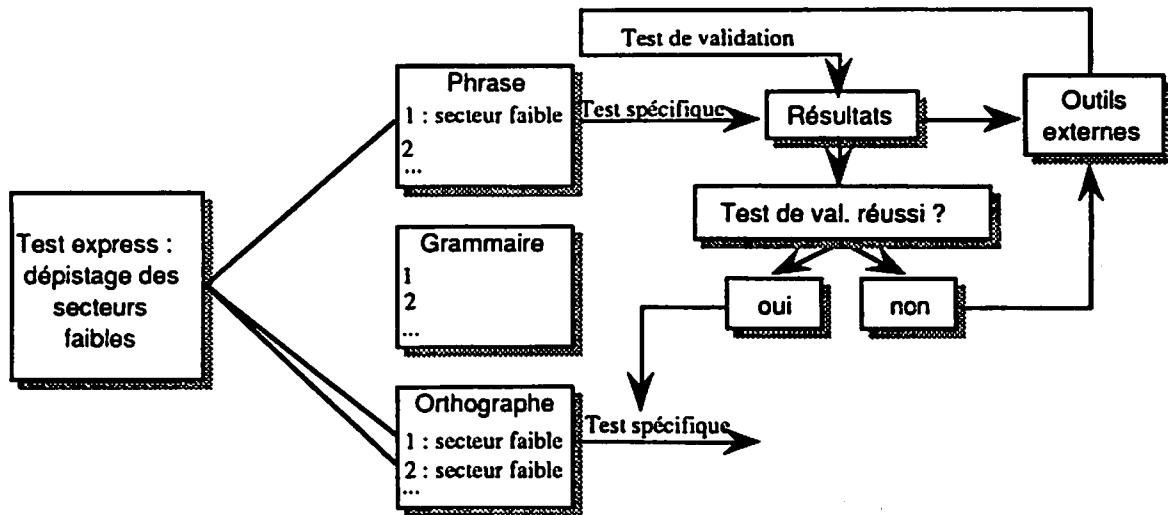 Test express :
dépistage des
secteurs
faibles
Phrase
1 : secteur faible
2
...
Grammaire
1
2
...
Orthographe
1 : secteur faible
2 : secteur faible
...
Test de validation
Test spécifique
Résultats
Outils
externes
Test de val. réussi ?
oui
non
Test spécifique